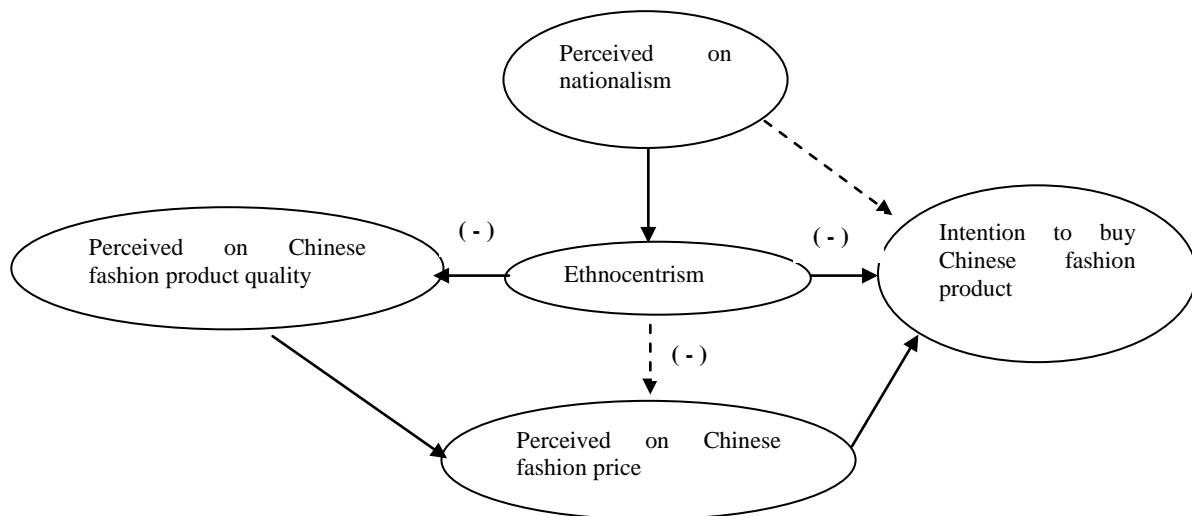 Perceived on
nationalism
( - )
( - )
Perceived on Chinese
fashion product quality
Ethnocentrism
Intention to buy
Chinese fashion
product
( - )
Perceived on Chinese
fashion price